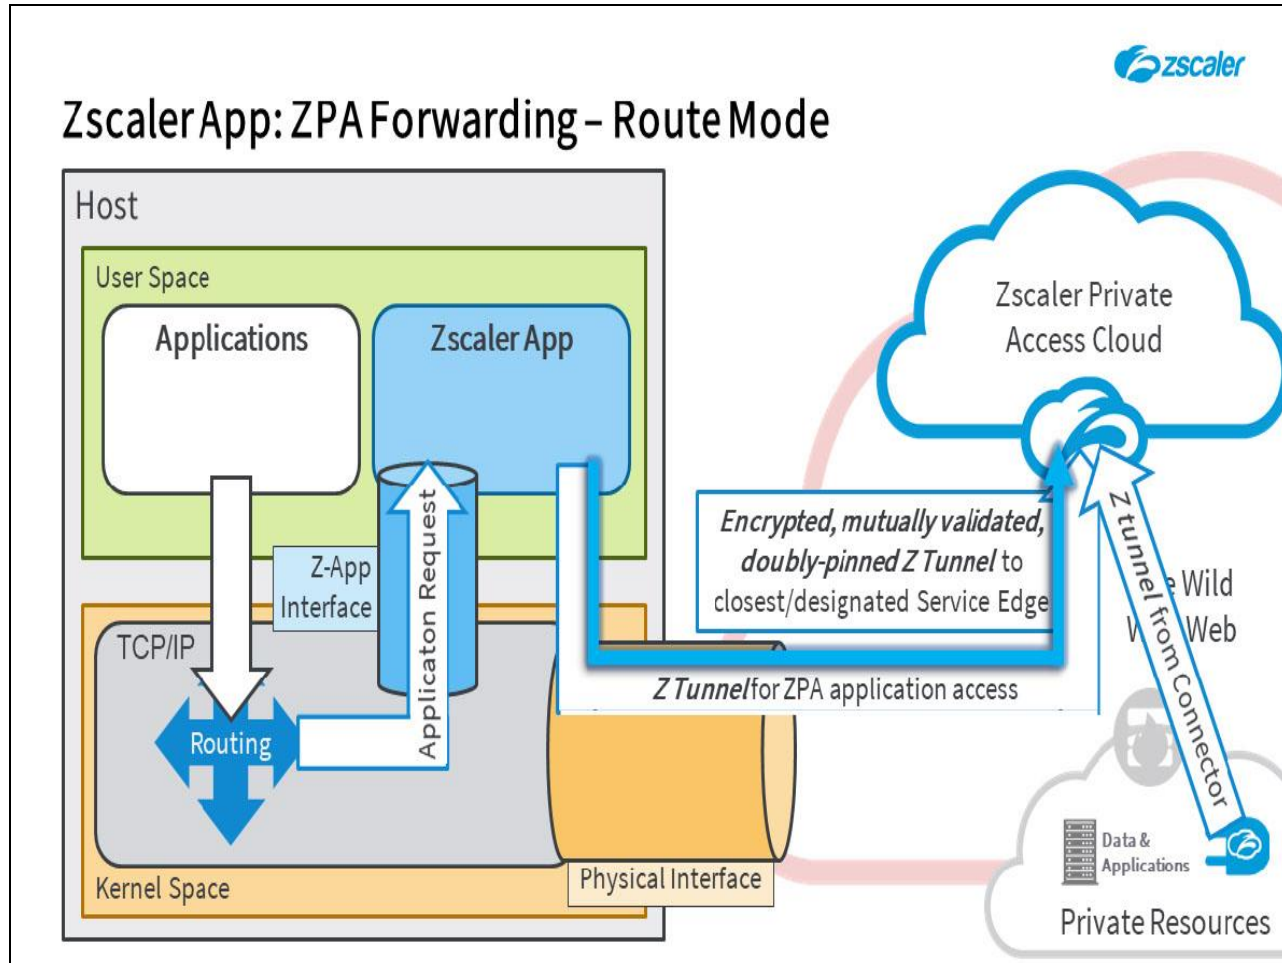 zscaler
Zscaler App: ZPA Forwarding – Route Mode
Host
User Space
Applications
Zscaler App
Z-App
Interface
Applicaton Request
TCP/IP
Routing
Kernel Space
Physical Interface
Encrypted, mutually validated,
doubly-pinned Z Tunnel to
closest/designated Service Edge
Z Tunnel for ZPA application access
Zscaler Private
Access Cloud
Z tunnel from Connector
Wild
Web
Data &
Applications
Private Resources